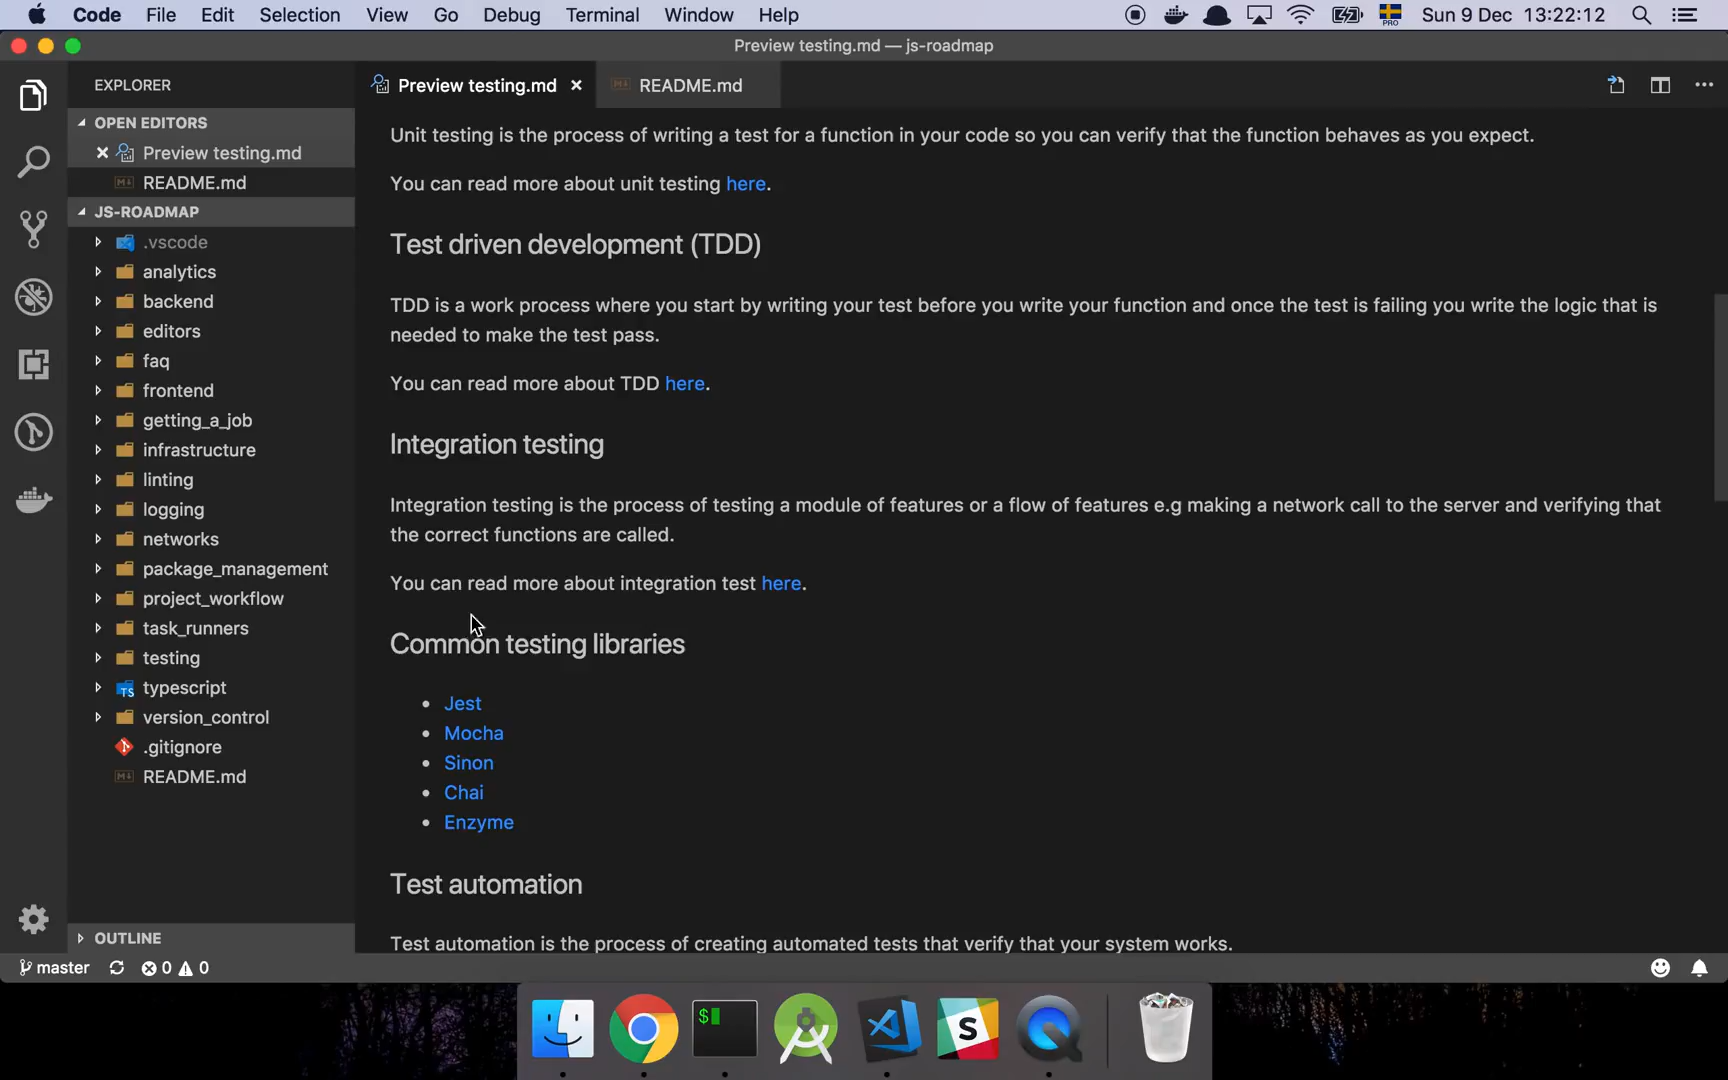 Code File Edit Selection View Go Debug Terminal Window Help PRO Sun 9 Dec 13:22:12
Preview testing.md — js-roadmap
EXPLORER
OPEN EDITORS
Preview testing.md
README.md
JS-ROADMAP
.vscode
analytics
backend
editors
faq
frontend
getting_a_job
infrastructure
linting
logging
networks
package_management
project_workflow
task_runners
testing
TS typescript
version_control
.gitignore
README.md
OUTLINE
Preview testing.md README.md
Unit testing is the process of writing a test for a function in your code so you can verify that the function behaves as you expect.
You can read more about unit testing here.
Test driven development (TDD)
TDD is a work process where you start by writing your test before you write your function and once the test is failing you write the logic that is
needed to make the test pass.
You can read more about TDD here.
Integration testing
Integration testing is the process of testing a module of features or a flow of features e.g making a network call to the server and verifying that
the correct functions are called.
You can read more about integration test here.
Common testing libraries
• Jest
• Mocha
• Sinon
• Chai
• Enzyme
Test automation
Test automation is the process of creating automated tests that verify that your system works.
master 0 0
$ S